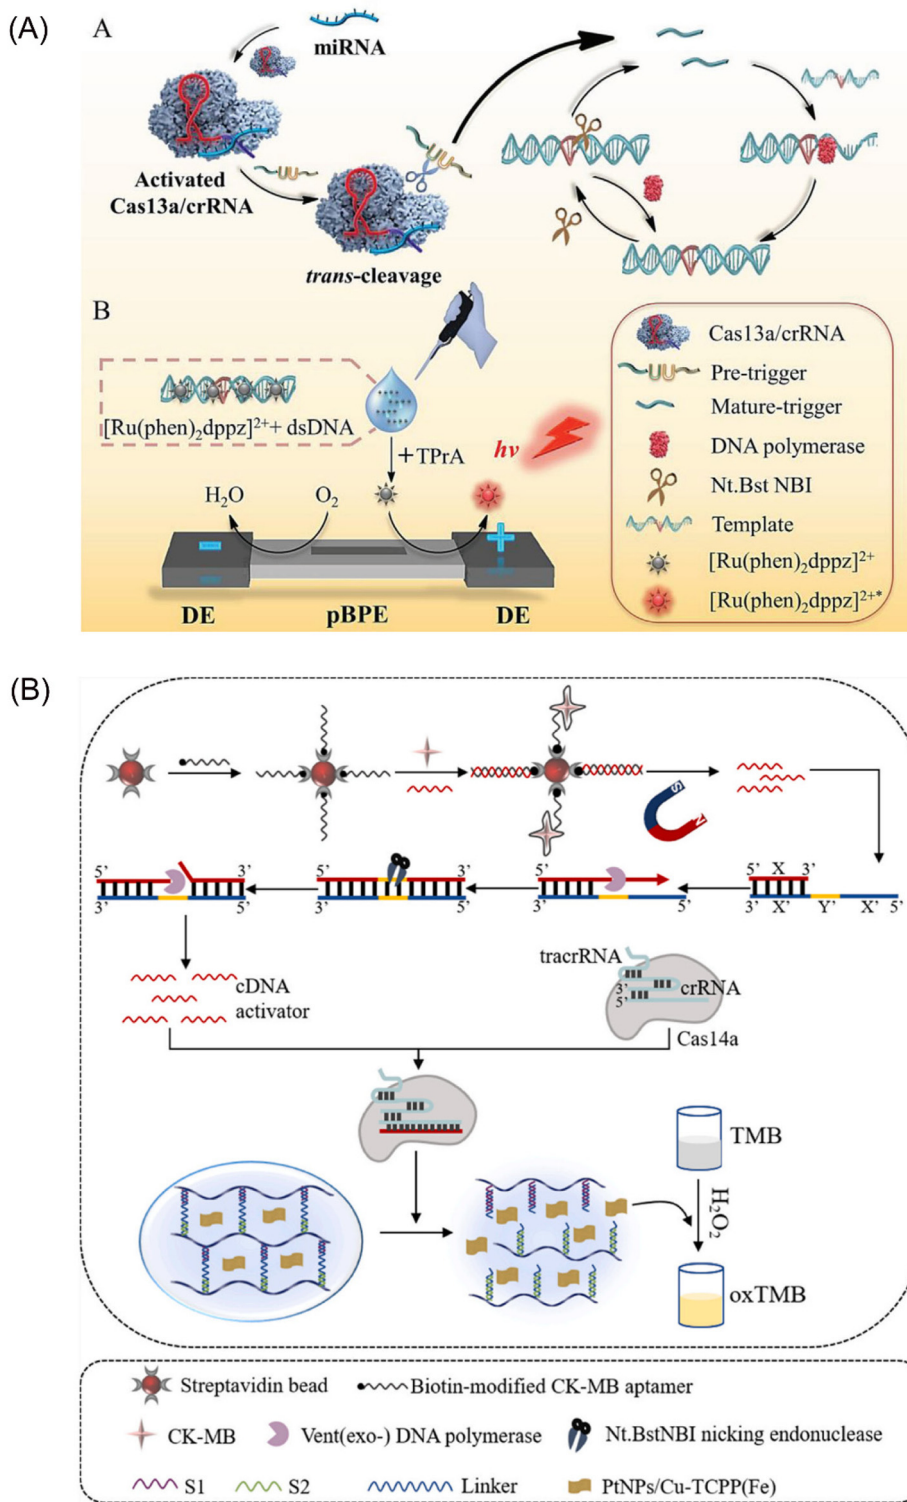 (A)
A
miRNA
Activated
Cas13a/crRNA
trans-cleavage
B
[Ru(phen)2dppz]2++ dsDNA
+TPrA
hν
H2O
O2
DE
pBPE
DE
Cas13a/crRNA
UU
Pre-trigger
Mature-trigger
DNA polymerase
Nt.Bst NBI
Template
[Ru(phen)2dppz]2+
[Ru(phen)2dppz]2+*
(B)
S
N
5' 3'
3' 5'
5' 3'
3' 5'
5'
3' 5'
5' X 3'
3' X' Y' X' 5'
cDNA
activator
tracrRNA
3'
5'
crRNA
Cas14a
TMB
H2O2
oxTMB
Streptavidin bead
Biotin-modified CK-MB aptamer
CK-MB
Vent(exo-) DNA polymerase
Nt.BstNBI nicking endonuclease
S1
S2
Linker
PtNPs/Cu-TCPP(Fe)